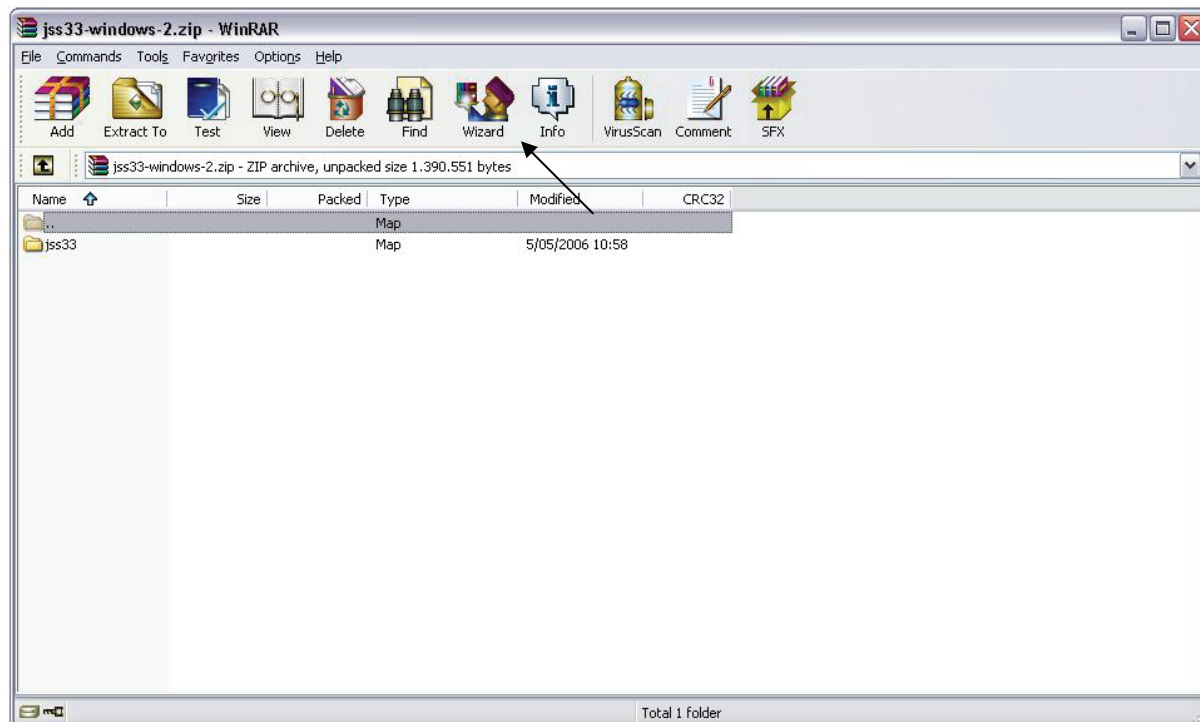 jss33-windows-2.zip - WinRAR
File Commands Tools Favorites Options Help
Add Extract To Test View Delete Find Wizard Info VirusScan Comment SFX
jss33-windows-2.zip - ZIP archive, unpacked size 1.390.551 bytes
Name Size Packed Type Modified CRC32
.. Map
jss33 Map 5/05/2006 10:58
Total 1 folder